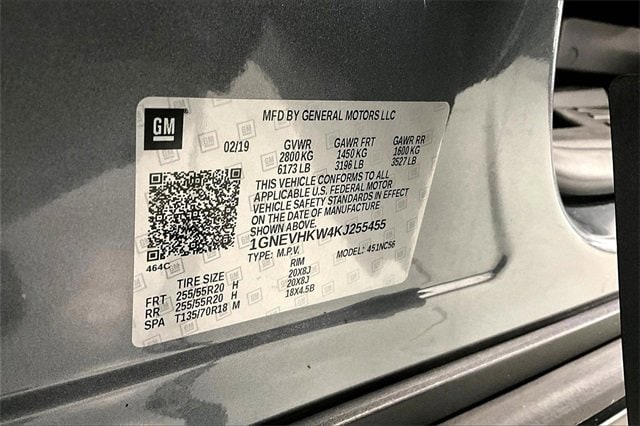 GM
MFD BY GENERAL MOTORS LLC
02/19 GVWR GAWR FRT GAWR RR
2800 KG 1450 KG 1600 KG
6173 LB 3196 LB 3527 LB
THIS VEHICLE CONFORMS TO ALL
APPLICABLE U.S. FEDERAL MOTOR
VEHICLE SAFETY STANDARDS IN EFFECT
ON THE DATE OF MANUFACTURE
SHOWN ABOVE.
1GNEVHKW4KJ255455
TYPE: M.P.V. MODEL: 451NC56
464C
TIRE SIZE RIM
FRT 255/55R20 H 20X8J
RR 255/55R20 H 20X8J
SPA T135/70R18 M 18X4.5B